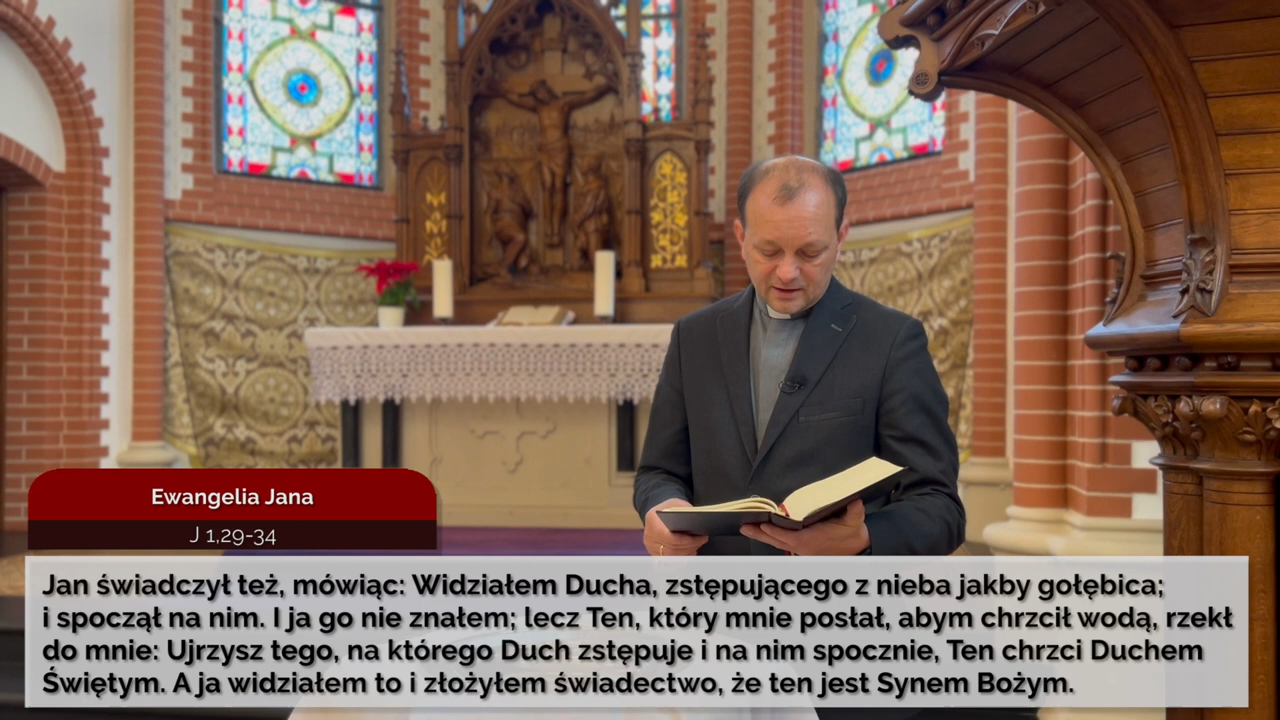 Ewangelia Jana
J 1,29-34
Jan świadczył też, mówiąc: Widziałem Ducha, zstępującego z nieba jakby gołębica;
i spoczął na nim. I ja go nie znałem; lecz Ten, który mnie posłał, abym chrzcił wodą, rzekł
do mnie: Ujrzysz tego, na którego Duch zstępuje i na nim spocznie, Ten chrzci Duchem
Świętym. A ja widziałem to i złożyłem świadectwo, że ten jest Synem Bożym.